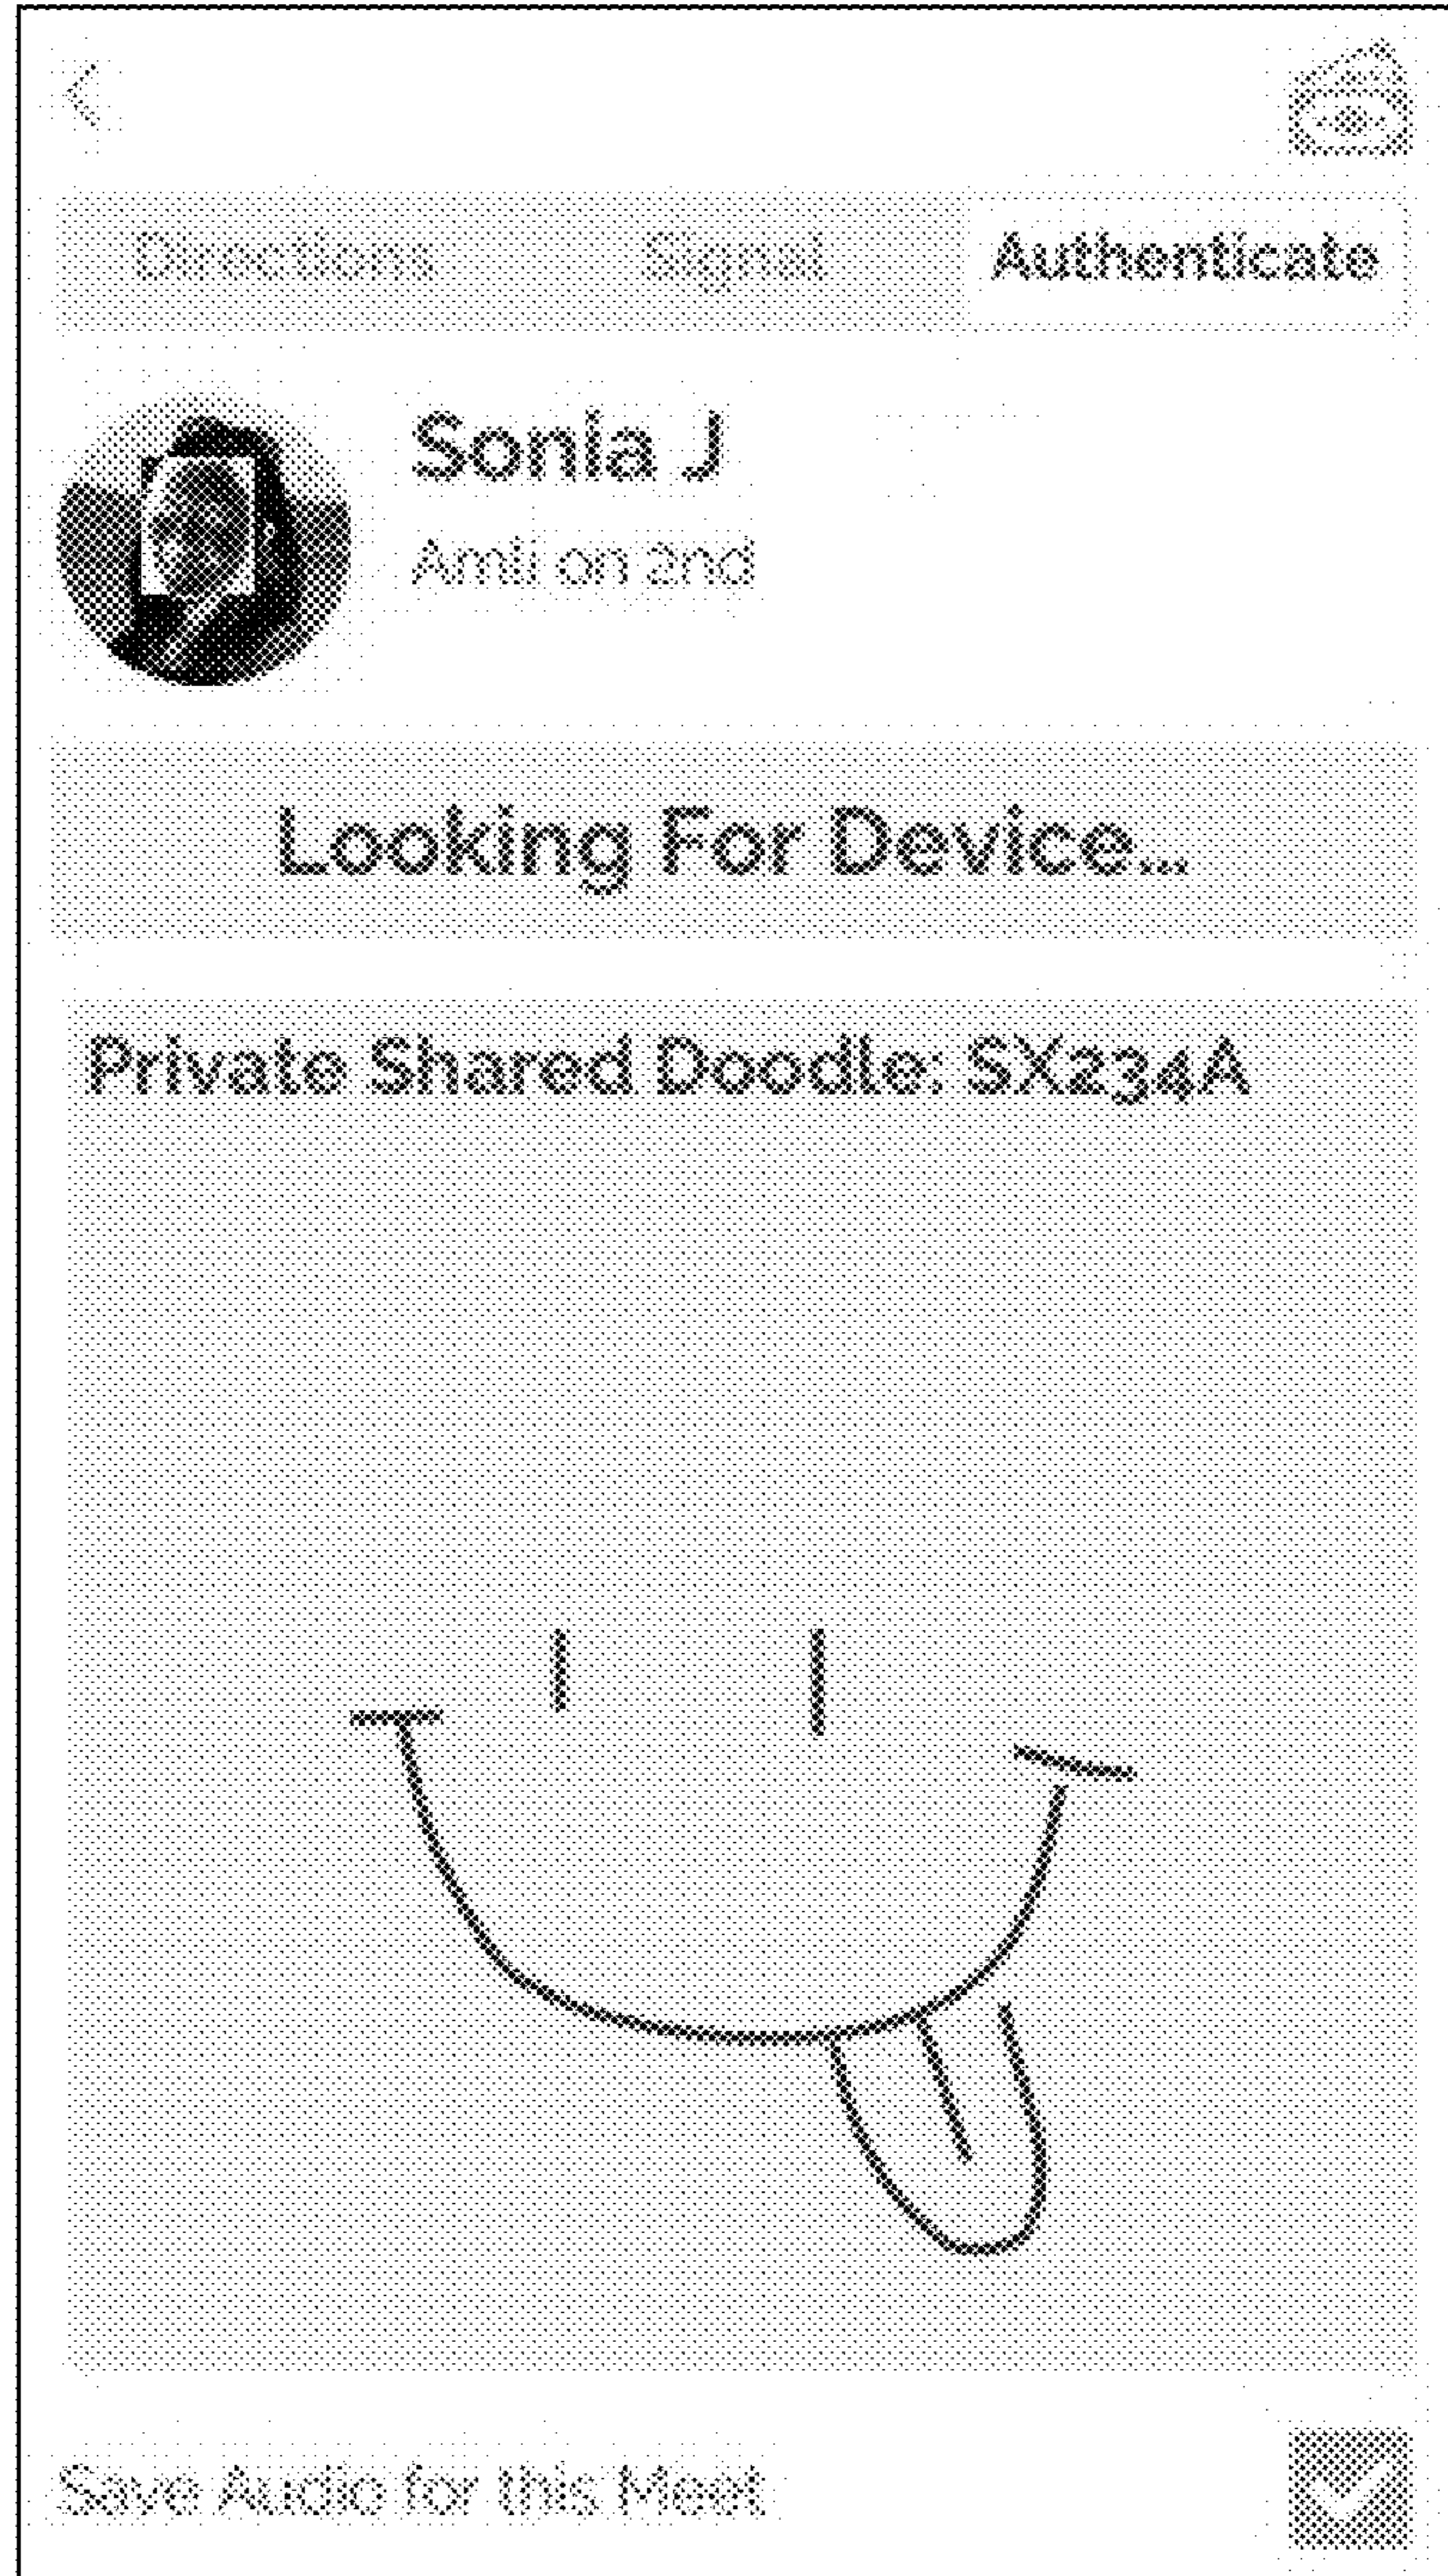 Directions Signal Authenticate
Sonia J
Amli on 2nd
Looking For Device...
Private Shared Doodle: SX234A
Save Audio for this Meet